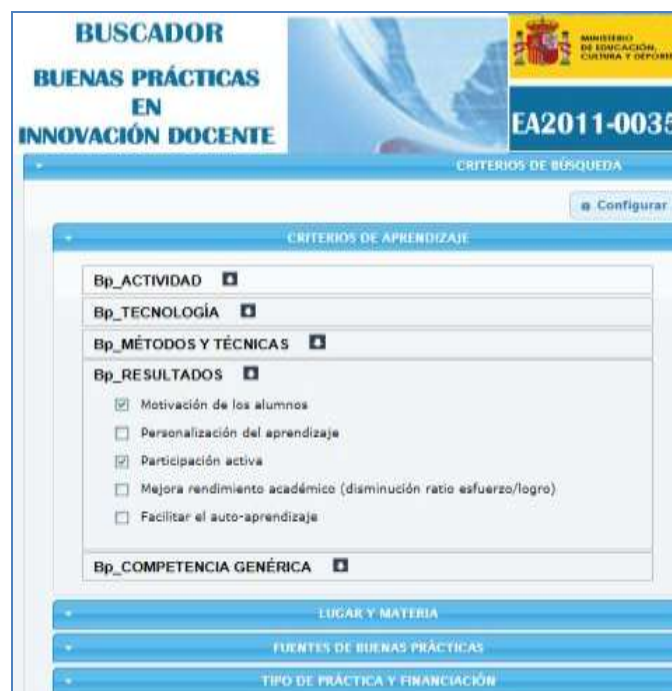 BUSCADOR
BUENAS PRÁCTICAS
EN
INNOVACIÓN DOCENTE
MINISTERIO
DE EDUCACIÓN,
CULTURA Y DEPORTE
EA2011-0035
CRITERIOS DE BÚSQUEDA
Configurar
CRITERIOS DE APRENDIZAJE
Bp_ACTIVIDAD
Bp_TECNOLOGÍA
Bp_MÉTODOS Y TÉCNICAS
Bp_RESULTADOS
Motivación de los alumnos
Personalización del aprendizaje
Participación activa
Mejora rendimiento académico (disminución ratio esfuerzo/logro)
Facilitar el auto-aprendizaje
Bp_COMPETENCIA GENÉRICA
LUGAR Y MATERIA
FUENTES DE BUENAS PRÁCTICAS
TIPO DE PRÁCTICA Y FINANCIACIÓN